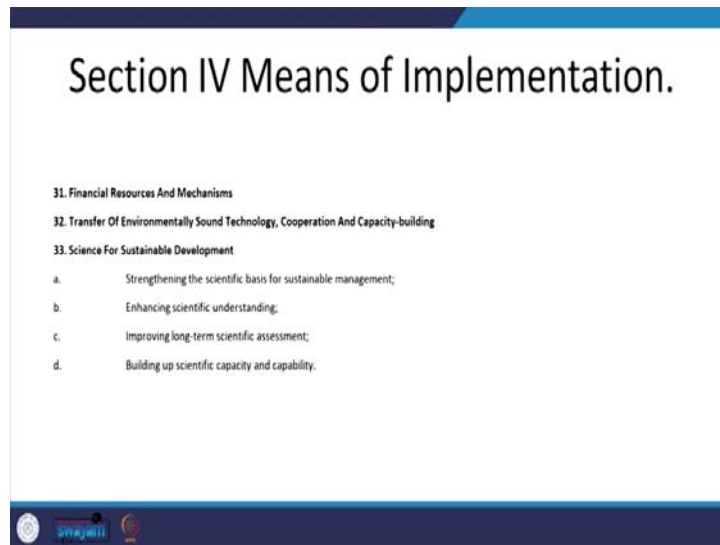 Section IV Means of Implementation.
31. Financial Resources And Mechanisms
32. Transfer Of Environmentally Sound Technology, Cooperation And Capacity-building
33. Science For Sustainable Development
a. Strengthening the scientific basis for sustainable management;
b. Enhancing scientific understanding;
c. Improving long-term scientific assessment;
d. Building up scientific capacity and capability.
swayam